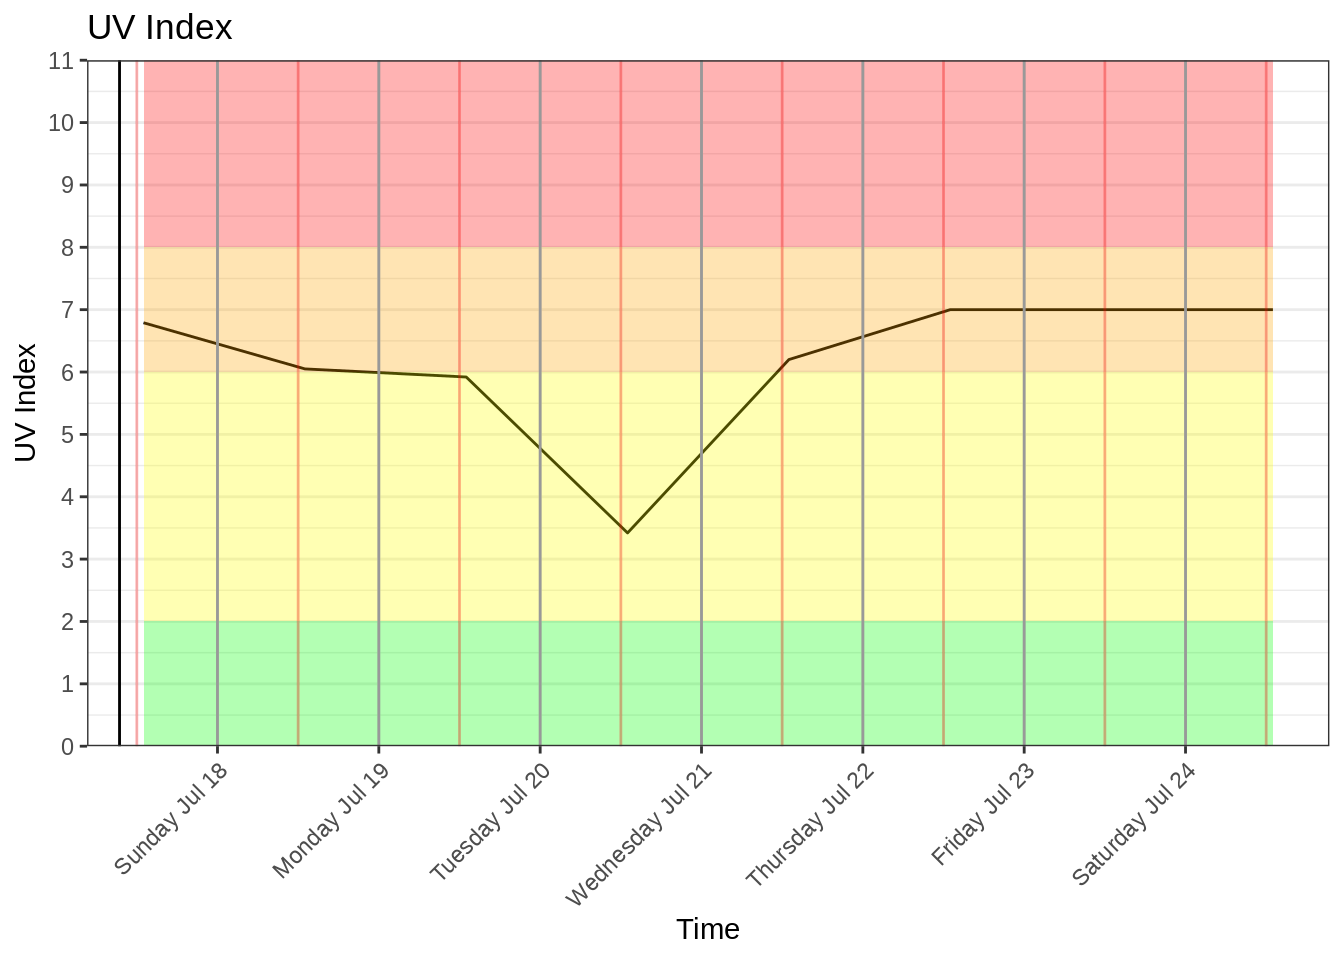 UV Index
11
10
9
8
7
6
5
4
3
2
1
0
UV Index
Sunday Jul 18
Monday Jul 19
Tuesday Jul 20
Wednesday Jul 21
Thursday Jul 22
Friday Jul 23
Saturday Jul 24
Time